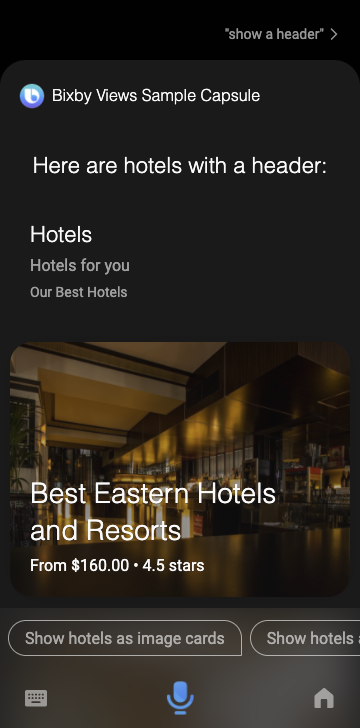 "show a header"
Bixby Views Sample Capsule
Here are hotels with a header:
Hotels
Hotels for you
Our Best Hotels
Best Eastern Hotels
and Resorts
From $160.00 • 4.5 stars
Show hotels as image cards
Show hotels